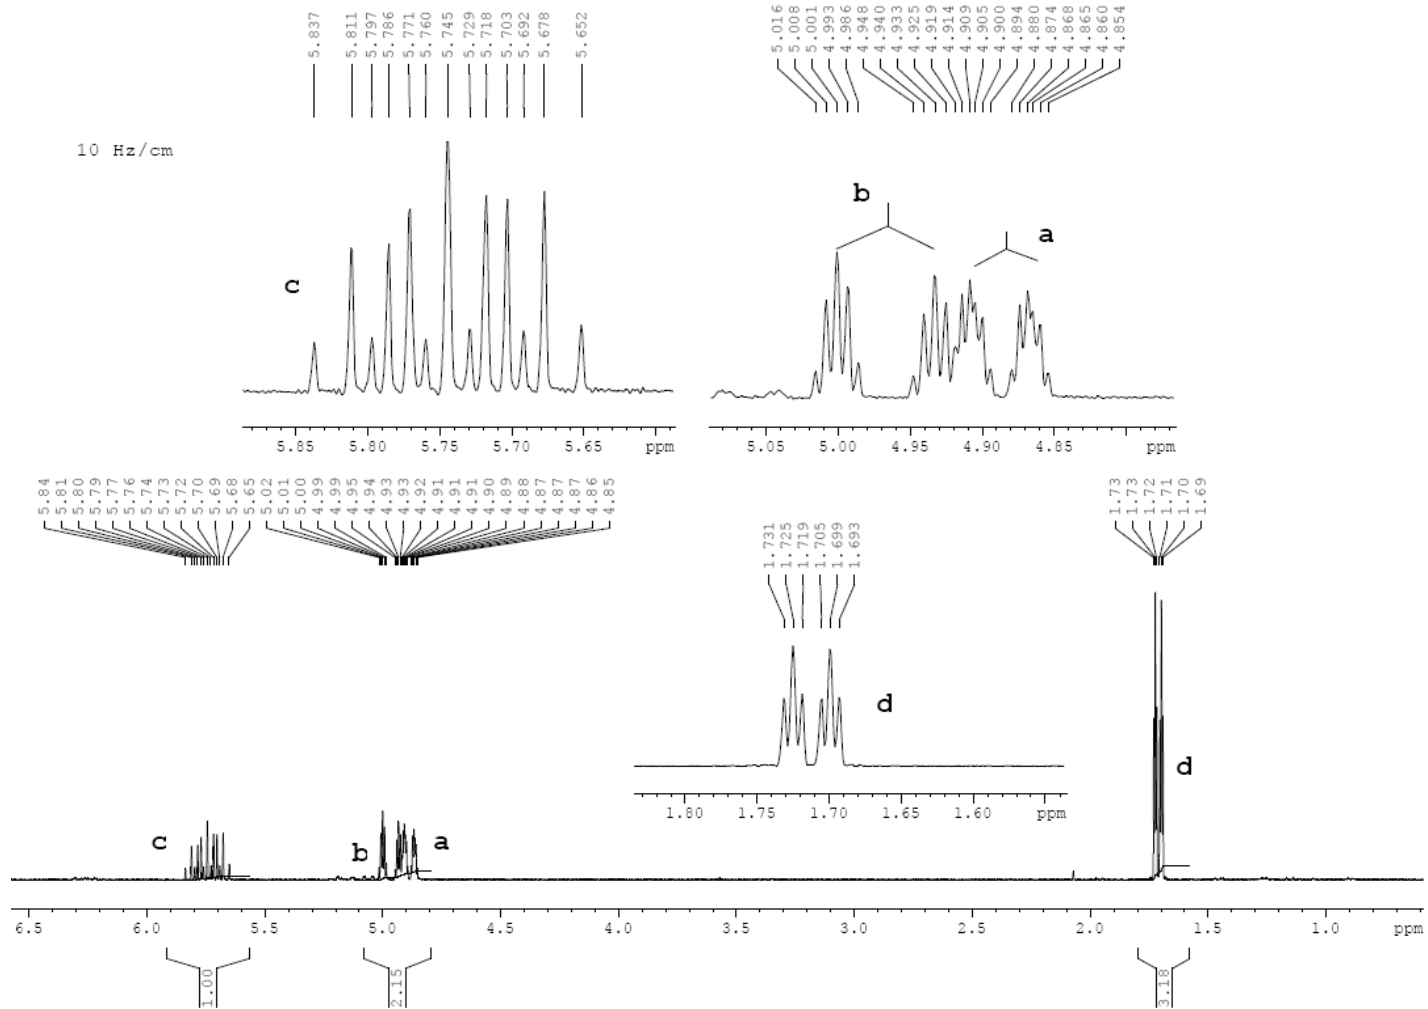 5.837 5.811 5.797 5.786 5.771 5.760 5.745 5.729 5.718 5.703 5.692 5.678 5.652
5.016 5.008 5.001 4.993 4.986 4.948 4.940 4.933 4.925 4.919 4.914 4.909 4.905 4.900 4.894 4.880 4.874 4.868 4.865 4.860 4.854
10 Hz/cm
b
a
c
5.85 5.80 5.75 5.70 5.65 ppm
5.05 5.00 4.95 4.90 4.85 ppm
5.84 5.81 5.80 5.79 5.77 5.76 5.74 5.73 5.72 5.70 5.69 5.68 5.65 5.02 5.01 5.00 4.99 4.99 4.95 4.94 4.93 4.93 4.92 4.91 4.91 4.90 4.89 4.88 4.87 4.87 4.87 4.86 4.85
1.73 1.73 1.72 1.71 1.70 1.69
1.731 1.725 1.719 1.705 1.699 1.693
d
d
1.80 1.75 1.70 1.65 1.60 ppm
c
b
a
6.5 6.0 5.5 5.0 4.5 4.0 3.5 3.0 2.5 2.0 1.5 1.0 ppm
1.00 2.15 3.18